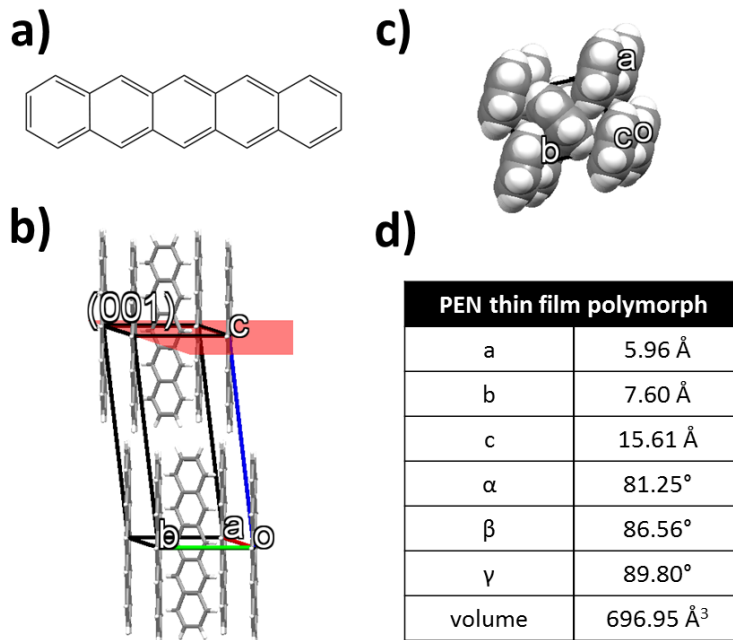 a)
b)
(001)
c
b
a
o
c)
a
b
c
o
d)
PEN thin film polymorph
a 5.96 Å
b 7.60 Å
c 15.61 Å
α 81.25°
β 86.56°
γ 89.80°
volume 696.95 Å³